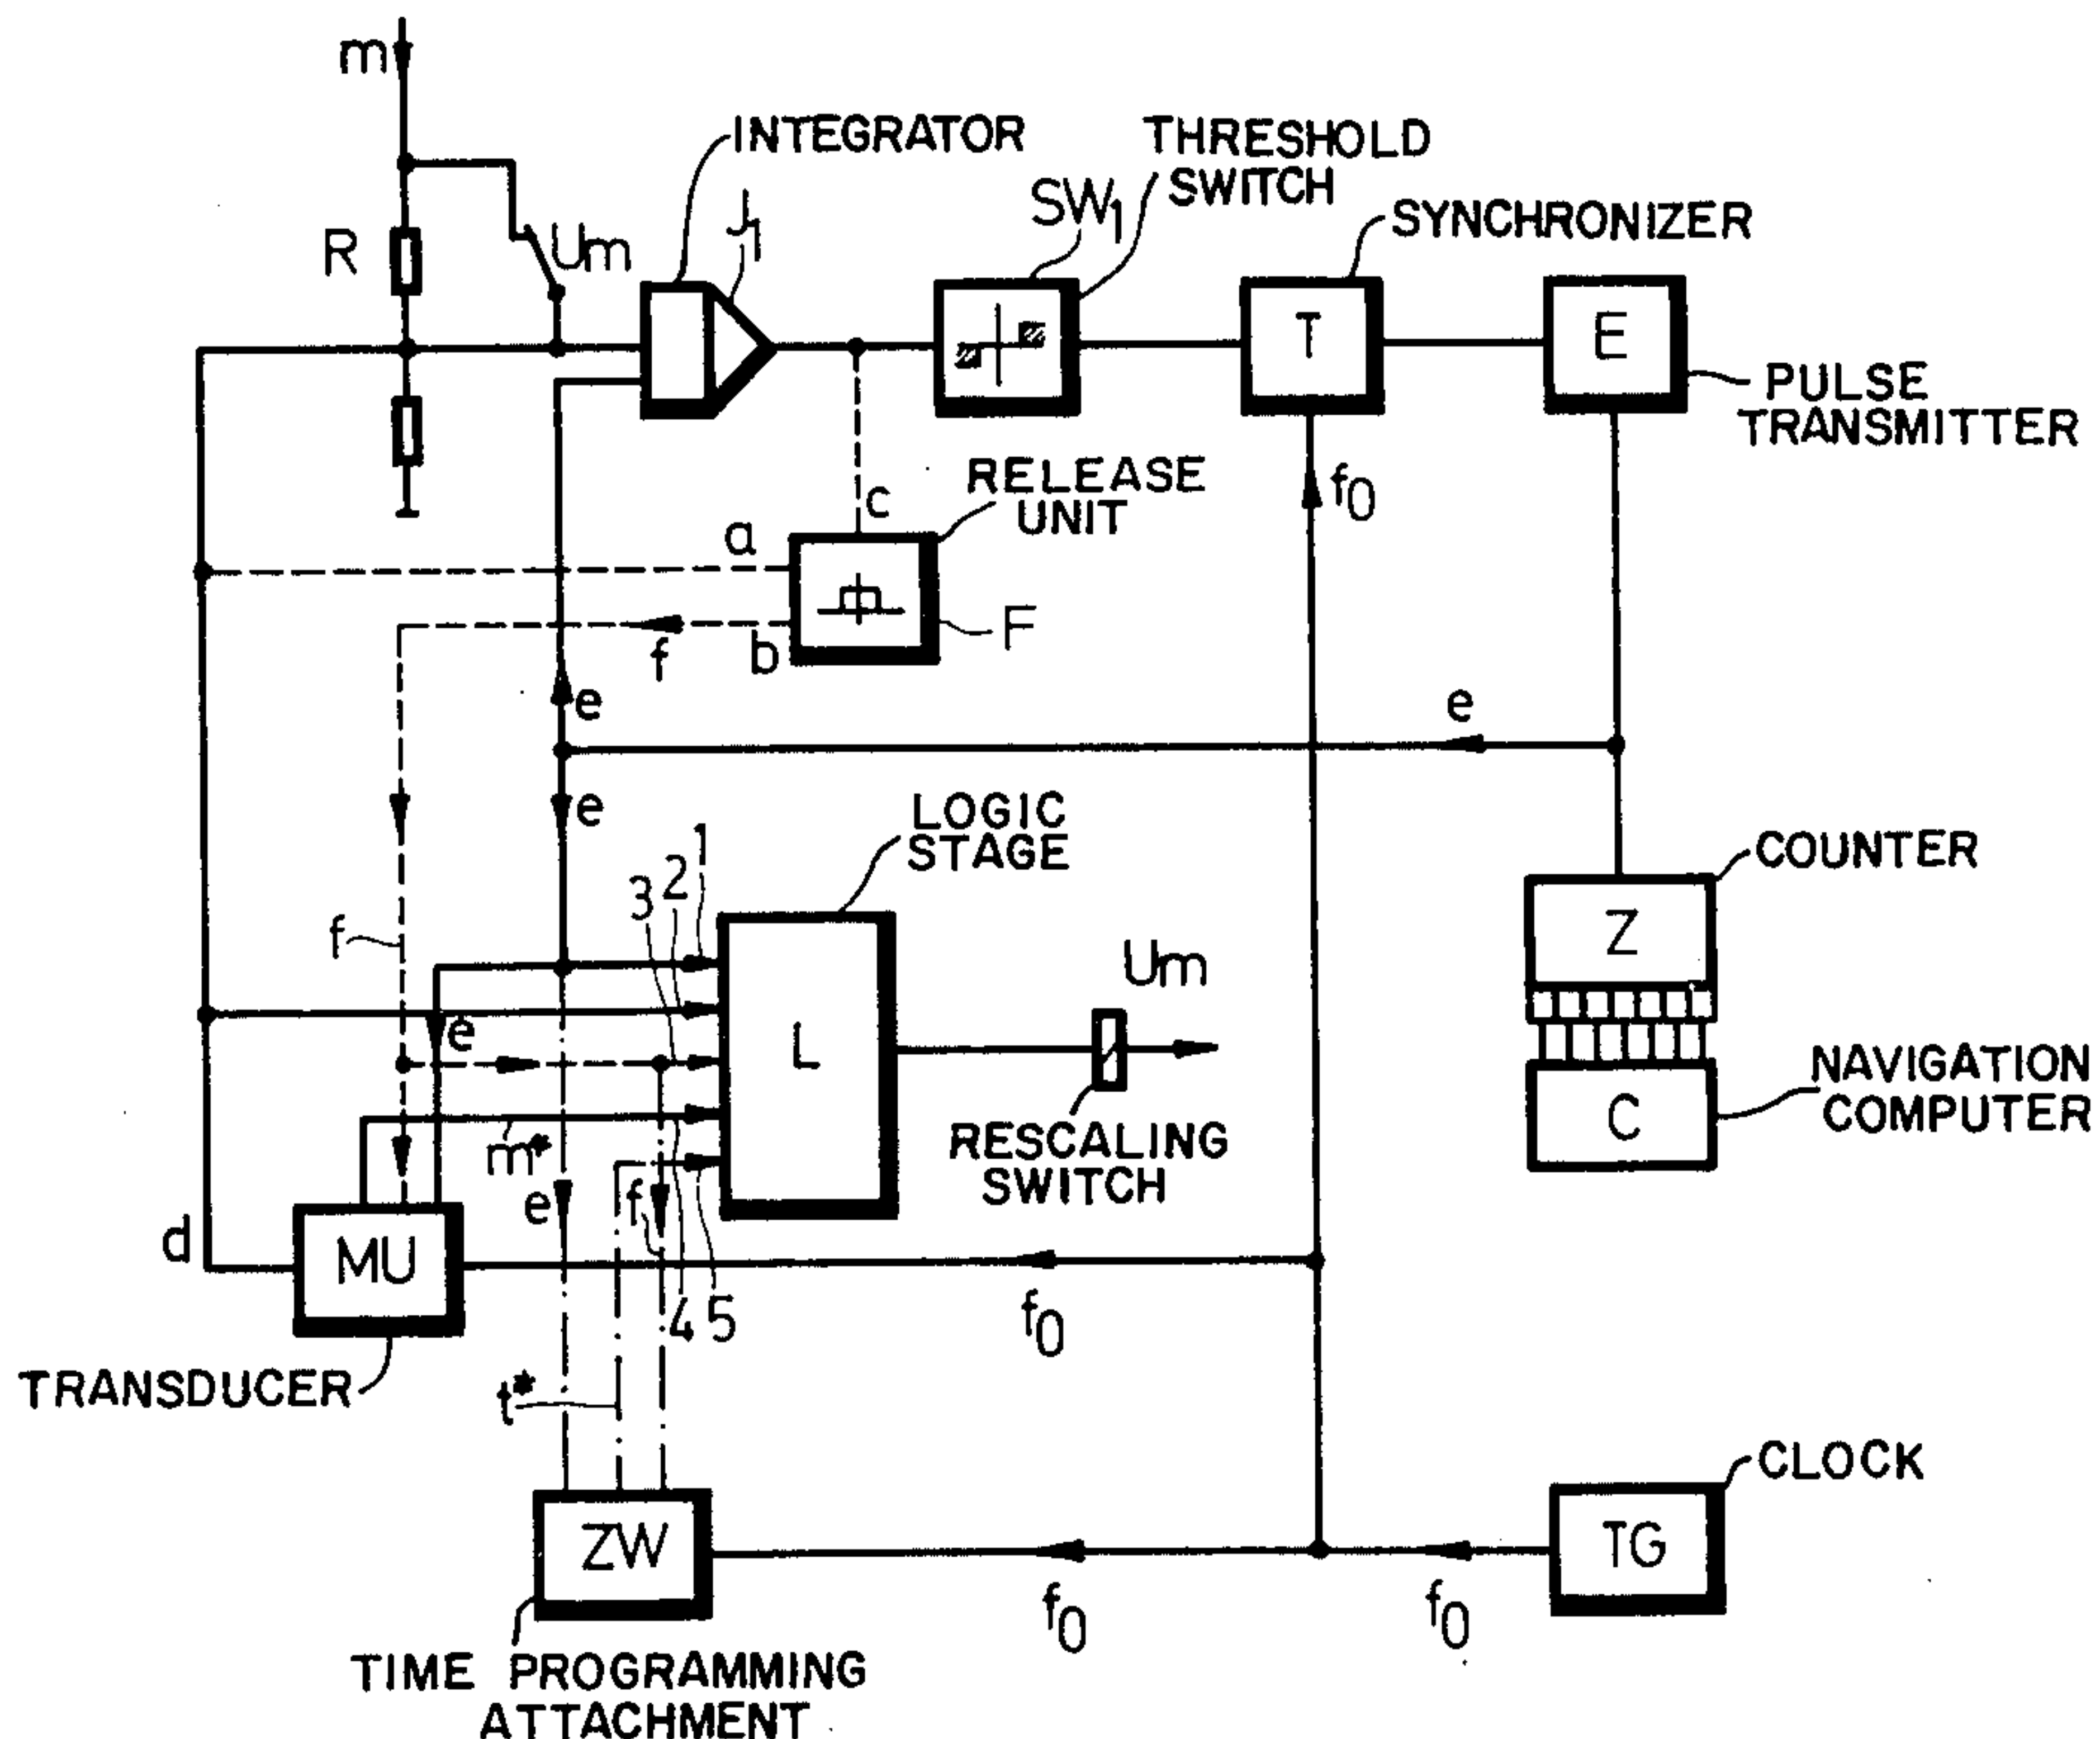 m
INTEGRATOR
THRESHOLD
SWITCH
SW1
J1
SYNCHRONIZER
R
Um
T
E
PULSE
TRANSMITTER
RELEASE
UNIT
c
f0
a
F
f
b
e
e
e
LOGIC
STAGE
1
2
3
COUNTER
Z
f
Um
L
e
NAVIGATION
COMPUTER
C
m*
RESCALING
SWITCH
e
f
d
MU
4
5
f0
TRANSDUCER
t*
CLOCK
ZW
TG
f0
f0
TIME PROGRAMMING
ATTACHMENT